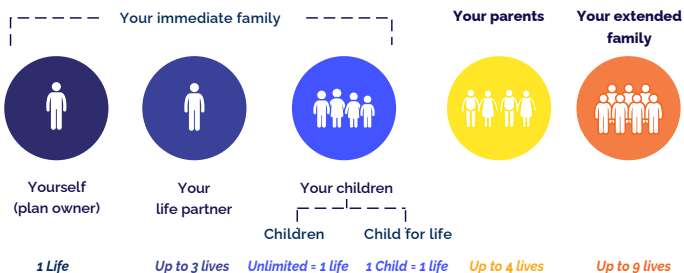 Your immediate family
Your parents
Your extended
family
Yourself
(plan owner)
Your
life partner
Your children
Children
Child for life
1 Life
Up to 3 lives
Unlimited = 1 life
1 Child = 1 life
Up to 4 lives
Up to 9 lives